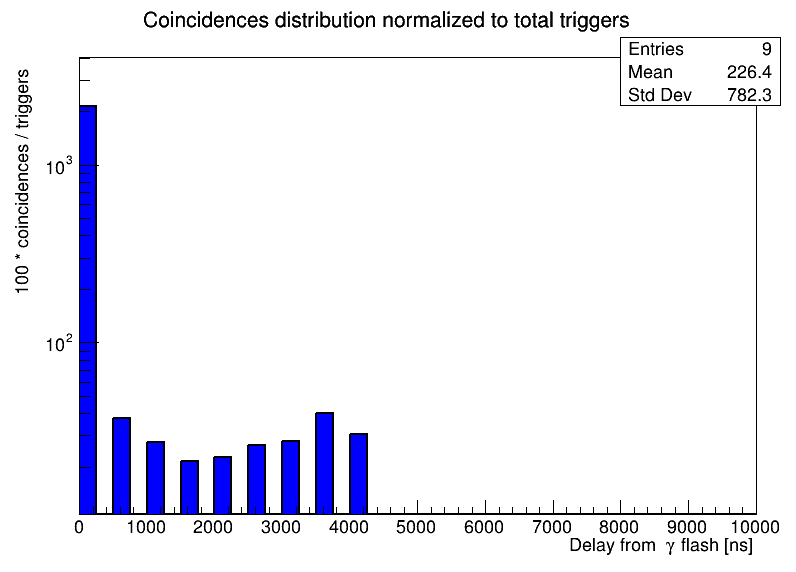 Coincidences distribution normalized to total triggers
Entries 9
Mean 226.4
Std Dev 782.3
100 * coincidences / triggers
10³
10²
0 1000 2000 3000 4000 5000 6000 7000 8000 9000 10000
Delay from γ flash [ns]